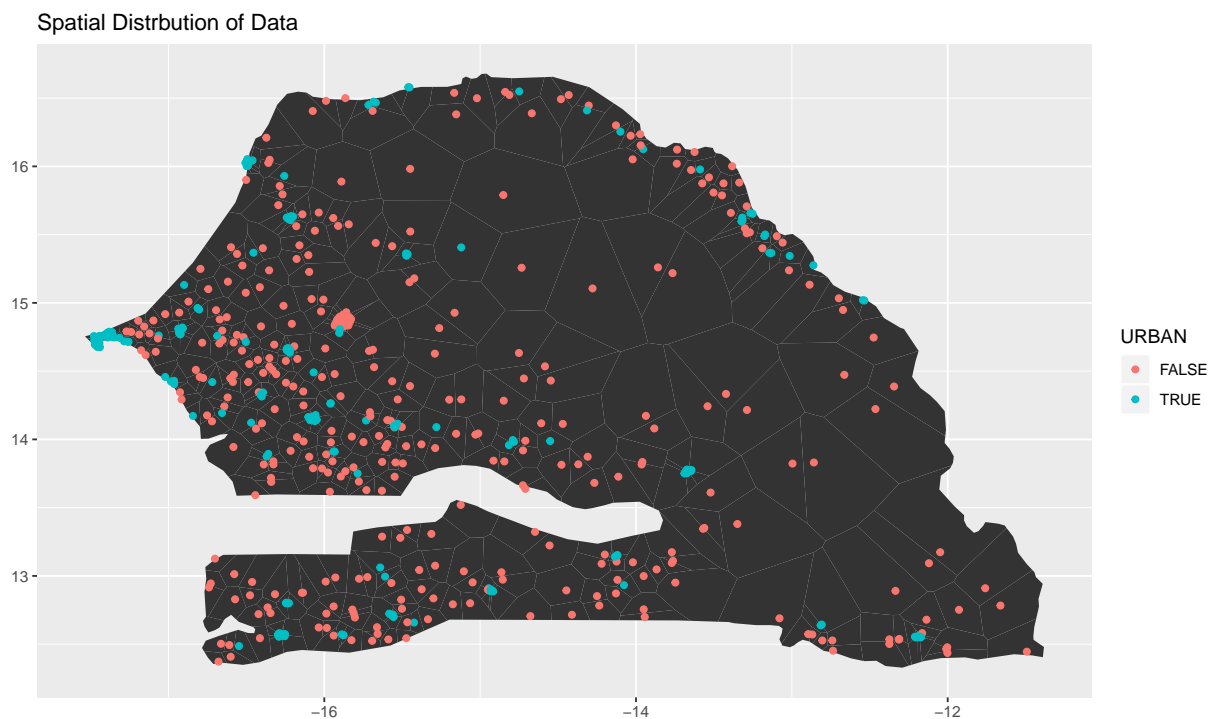 Spatial Distrbution of Data
16
15
14
13
−16
−14
−12
URBAN
FALSE
TRUE